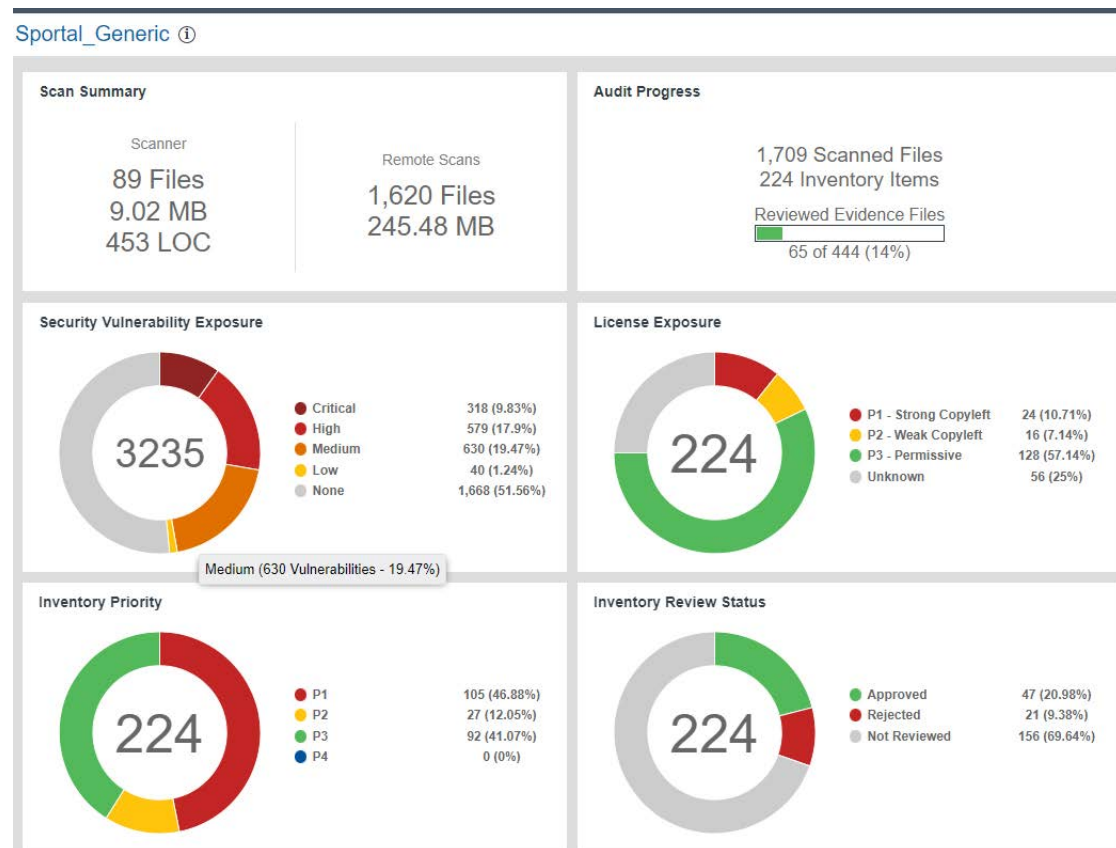 Sportal_Generic
Scan Summary
Scanner
89 Files
9.02 MB
453 LOC
Remote Scans
1,620 Files
245.48 MB
Audit Progress
1,709 Scanned Files
224 Inventory Items
Reviewed Evidence Files
65 of 444 (14%)
Security Vulnerability Exposure
3235
Critical 318 (9.83%)
High 579 (17.9%)
Medium 630 (19.47%)
Low 40 (1.24%)
None 1,668 (51.56%)
Medium (630 Vulnerabilities - 19.47%)
License Exposure
224
P1 - Strong Copyleft 24 (10.71%)
P2 - Weak Copyleft 16 (7.14%)
P3 - Permissive 128 (57.14%)
Unknown 56 (25%)
Inventory Priority
224
P1 105 (46.88%)
P2 27 (12.05%)
P3 92 (41.07%)
P4 0 (0%)
Inventory Review Status
224
Approved 47 (20.98%)
Rejected 21 (9.38%)
Not Reviewed 156 (69.64%)